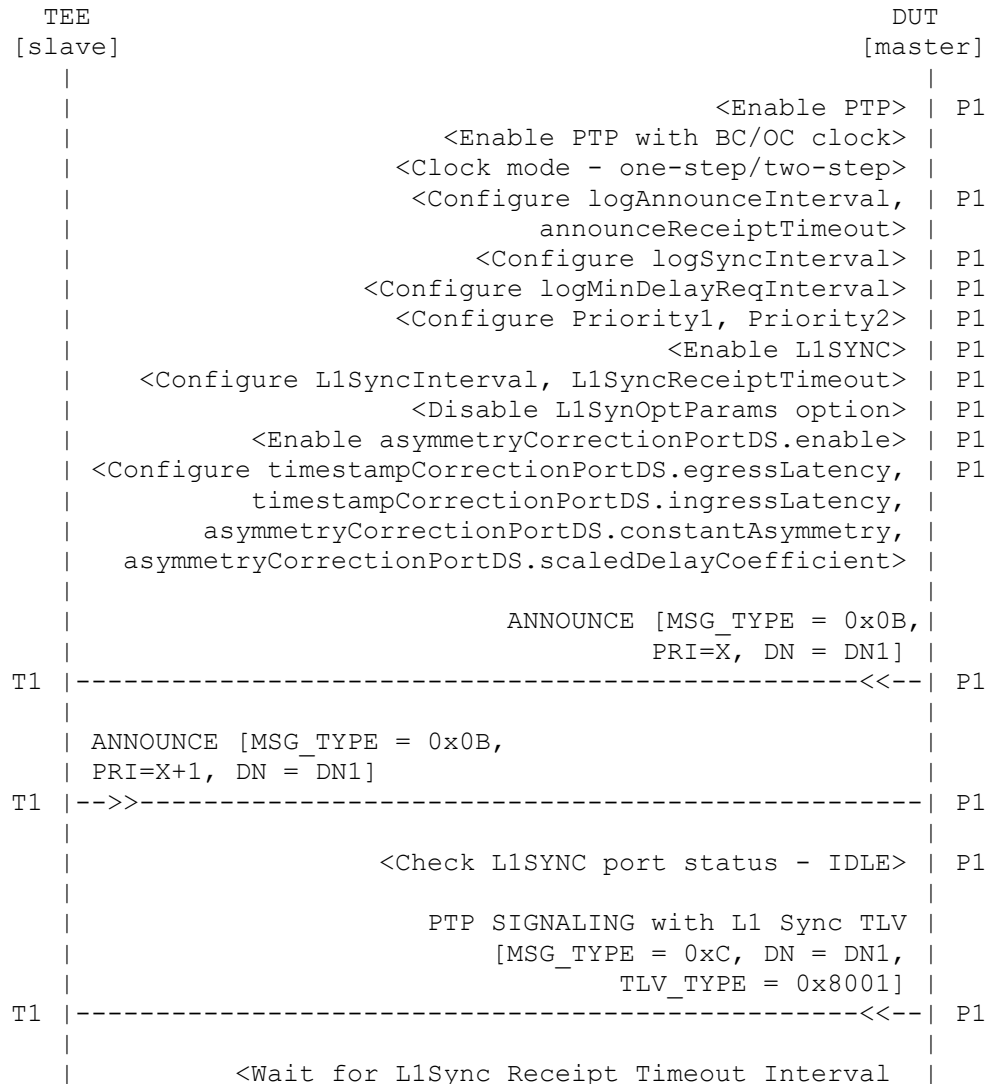 TEE DUT
[slave] [master]
| |
| <Enable PTP> | P1
| <Enable PTP with BC/OC clock> |
| <Clock mode - one-step/two-step> |
| <Configure logAnnounceInterval, | P1
| announceReceiptTimeout> |
| <Configure logSyncInterval> | P1
| <Configure logMinDelayReqInterval> | P1
| <Configure Priority1, Priority2> | P1
| <Enable L1SYNC> | P1
| <Configure L1SyncInterval, L1SyncReceiptTimeout> | P1
| <Disable L1SynOptParams option> | P1
| <Enable asymmetryCorrectionPortDS.enable> | P1
| <Configure timestampCorrectionPortDS.egressLatency, | P1
| timestampCorrectionPortDS.ingressLatency, |
| asymmetryCorrectionPortDS.constantAsymmetry, |
| asymmetryCorrectionPortDS.scaledDelayCoefficient> |
| |
| ANNOUNCE [MSG_TYPE = 0x0B,|
| PRI=X, DN = DN1] |
T1 |-------------------------------------------------<<--| P1
| |
| ANNOUNCE [MSG_TYPE = 0x0B,
| PRI=X+1, DN = DN1] |
T1 |-->>-------------------------------------------------| P1
| |
| <Check L1SYNC port status - IDLE> | P1
| |
| PTP SIGNALING with L1 Sync TLV |
| [MSG_TYPE = 0xC, DN = DN1, |
| TLV_TYPE = 0x8001] |
T1 |-------------------------------------------------<<--| P1
| |
| <Wait for L1Sync Receipt Timeout Interval |